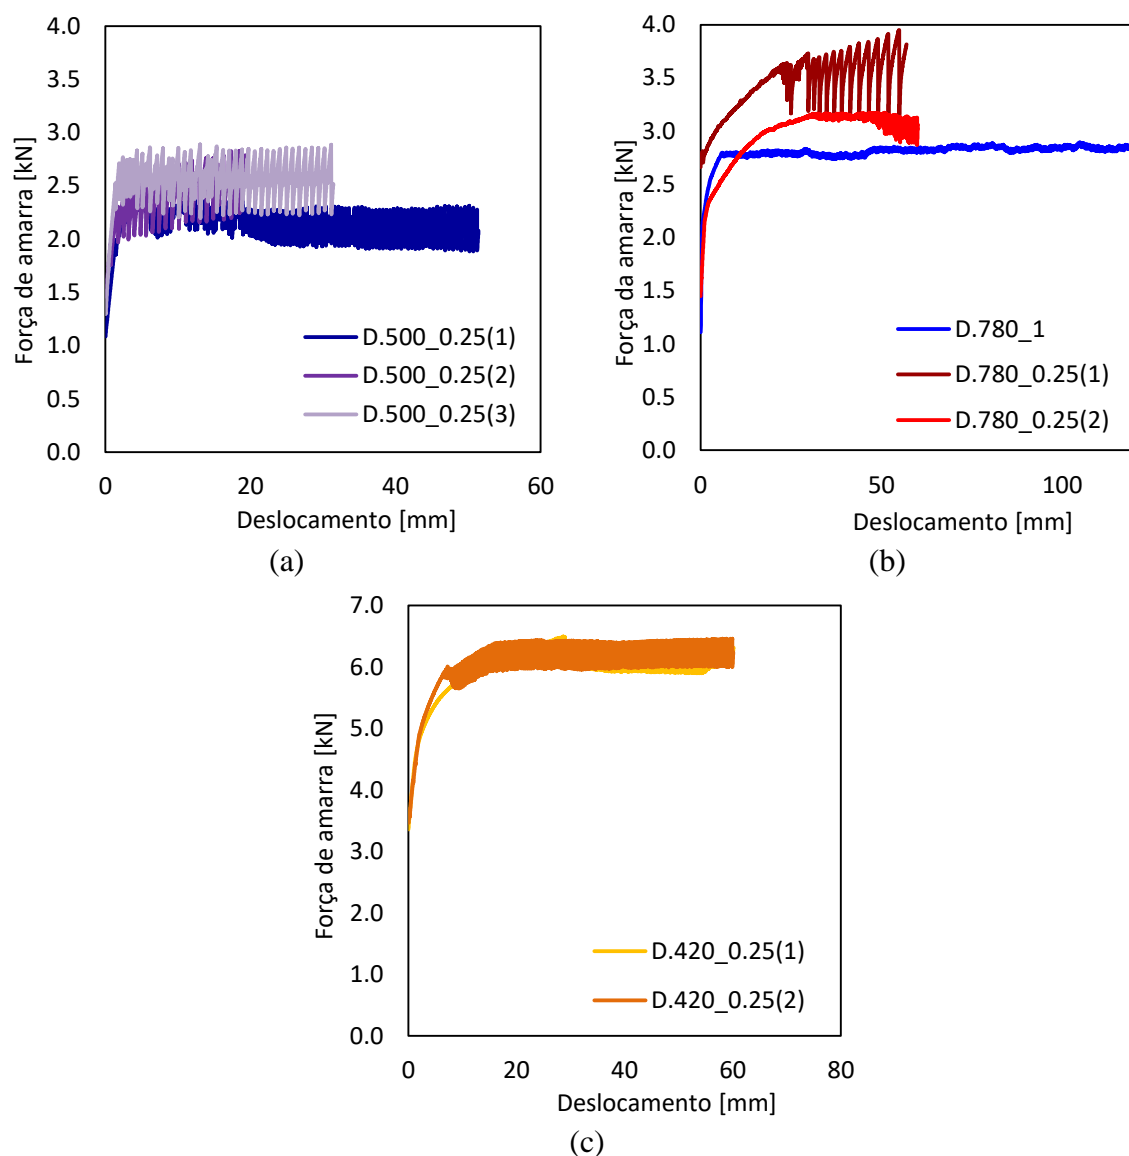 4.0
3.5
3.0
2.5
2.0
1.5
1.0
0.5
0.0
Força de amarra [kN]
D.500_0.25(1)
D.500_0.25(2)
D.500_0.25(3)
0 20 40 60
Deslocamento [mm]
(a)
4.0
3.5
3.0
2.5
2.0
1.5
1.0
0.5
0.0
Força da amarra [kN]
D.780_1
D.780_0.25(1)
D.780_0.25(2)
0 50 100
Deslocamento [mm]
(b)
7.0
6.0
5.0
4.0
3.0
2.0
1.0
0.0
Força de amarra [kN]
D.420_0.25(1)
D.420_0.25(2)
0 20 40 60 80
Deslocamento [mm]
(c)